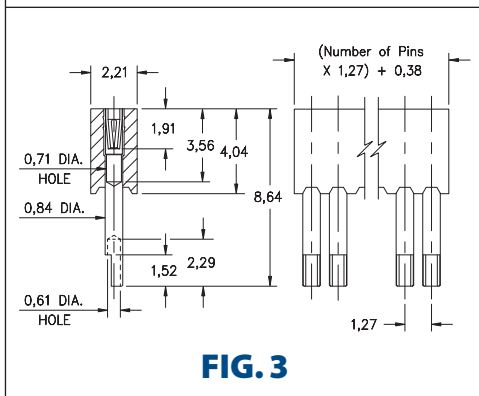 (Number of Pins
X 1,27) + 0,38
2,21
1,91
3,56
4,04
0,71 DIA.
HOLE
8,64
0,84 DIA.
2,29
1,52
0,61 DIA.
HOLE
1,27
FIG. 3